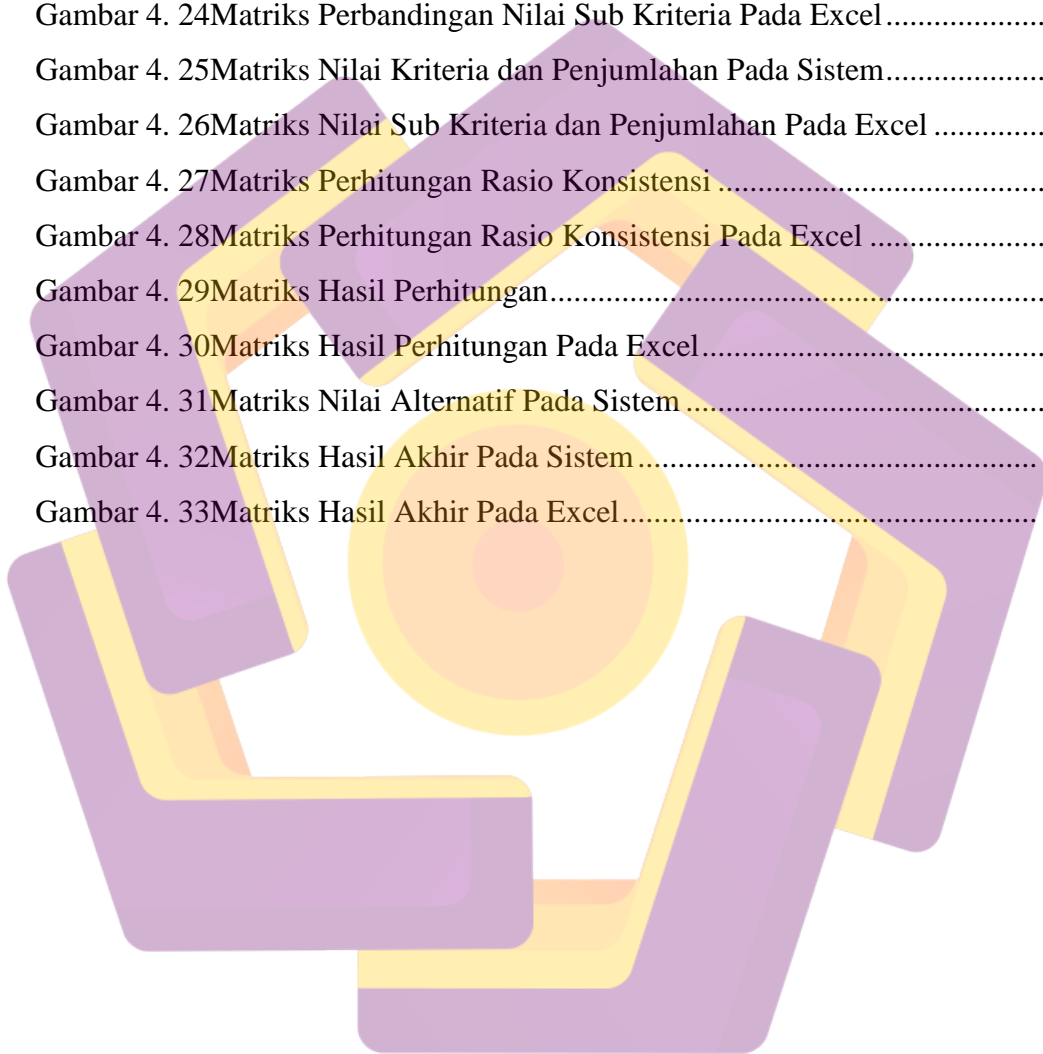 Gambar 4. 24Matriks Perbandingan Nilai Sub Kriteria Pada Excel....................
Gambar 4. 25Matriks Nilai Kriteria dan Penjumlahan Pada Sistem....................
Gambar 4. 26Matriks Nilai Sub Kriteria dan Penjumlahan Pada Excel ..............
Gambar 4. 27Matriks Perhitungan Rasio Konsistensi .........................................
Gambar 4. 28Matriks Perhitungan Rasio Konsistensi Pada Excel ......................
Gambar 4. 29Matriks Hasil Perhitungan..............................................................
Gambar 4. 30Matriks Hasil Perhitungan Pada Excel...........................................
Gambar 4. 31Matriks Nilai Alternatif Pada Sistem .............................................
Gambar 4. 32Matriks Hasil Akhir Pada Sistem ..................................................
Gambar 4. 33Matriks Hasil Akhir Pada Excel....................................................